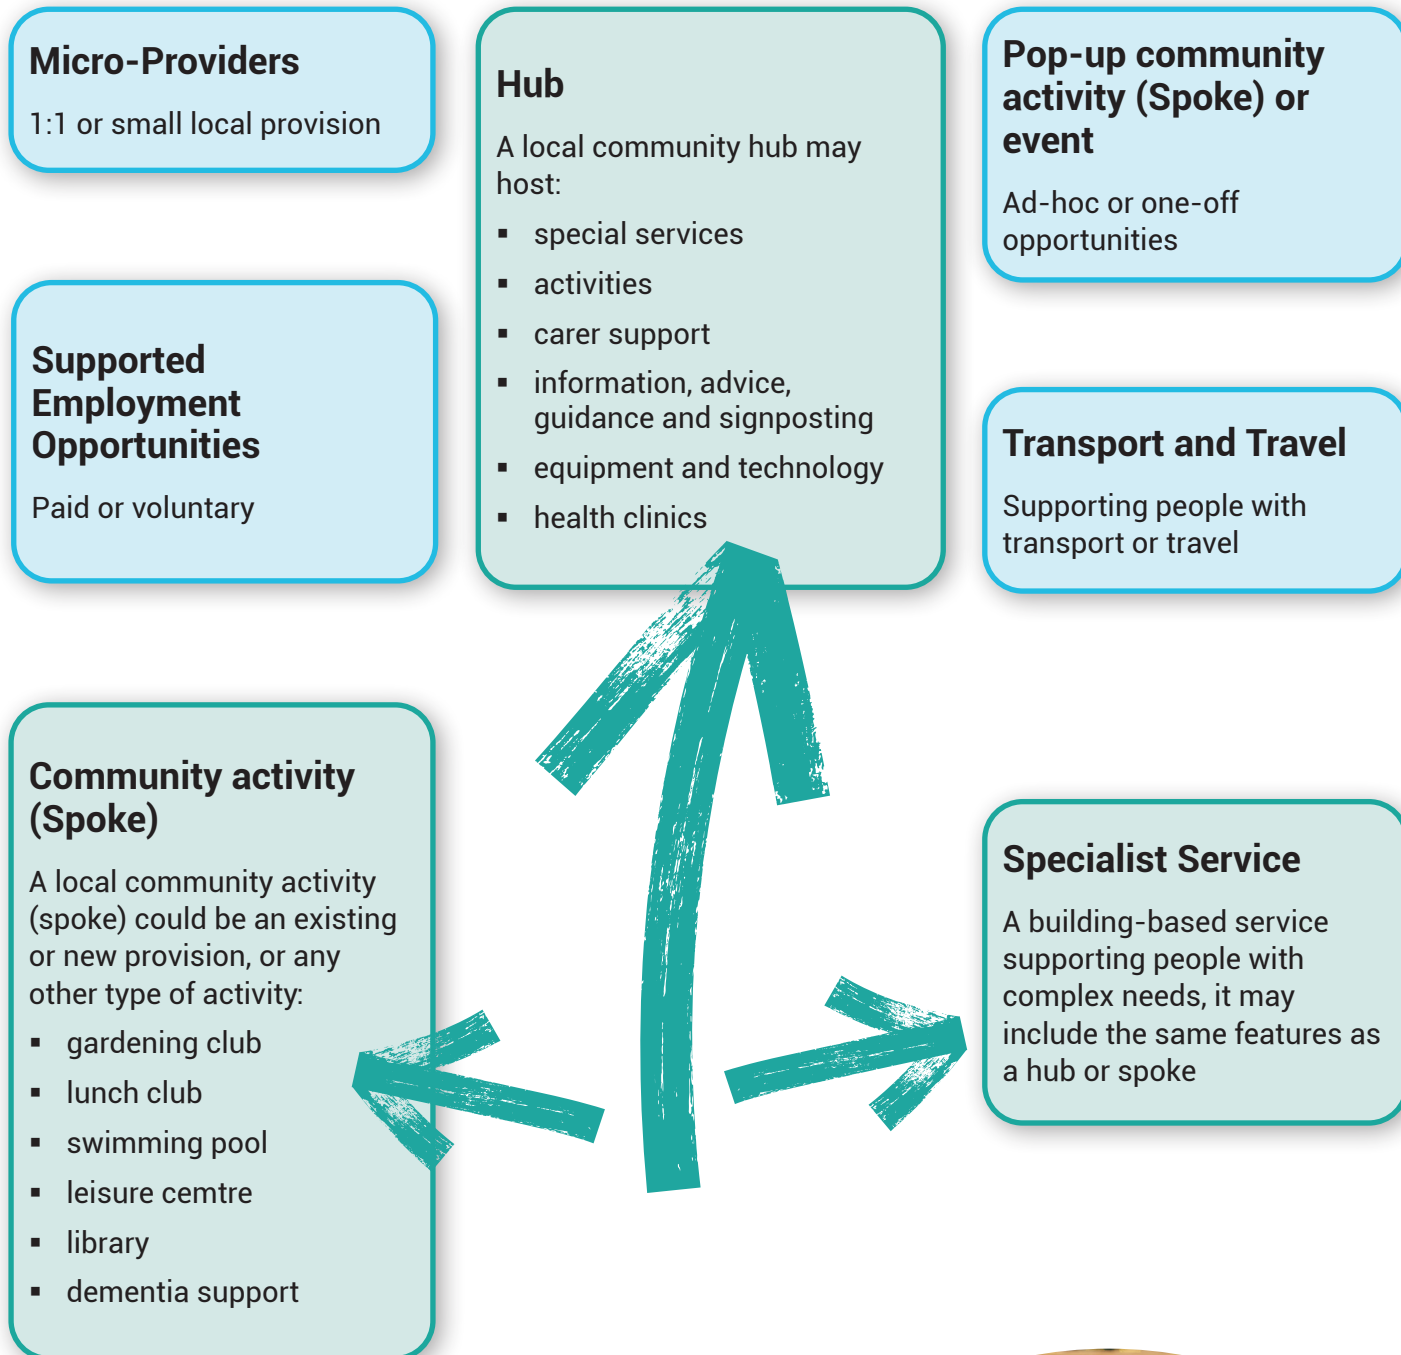 Micro-Providers
1:1 or small local provision
Supported
Employment
Opportunities
Paid or voluntary
Hub
A local community hub may
host:
▪ special services
▪ activities
▪ carer support
▪ information, advice,
guidance and signposting
▪ equipment and technology
▪ health clinics
Pop-up community
activity (Spoke) or
event
Ad-hoc or one-off
opportunities
Transport and Travel
Supporting people with
transport or travel
Community activity
(Spoke)
A local community activity
(spoke) could be an existing
or new provision, or any
other type of activity:
▪ gardening club
▪ lunch club
▪ swimming pool
▪ leisure cemtre
▪ library
▪ dementia support
Specialist Service
A building-based service
supporting people with
complex needs, it may
include the same features as
a hub or spoke